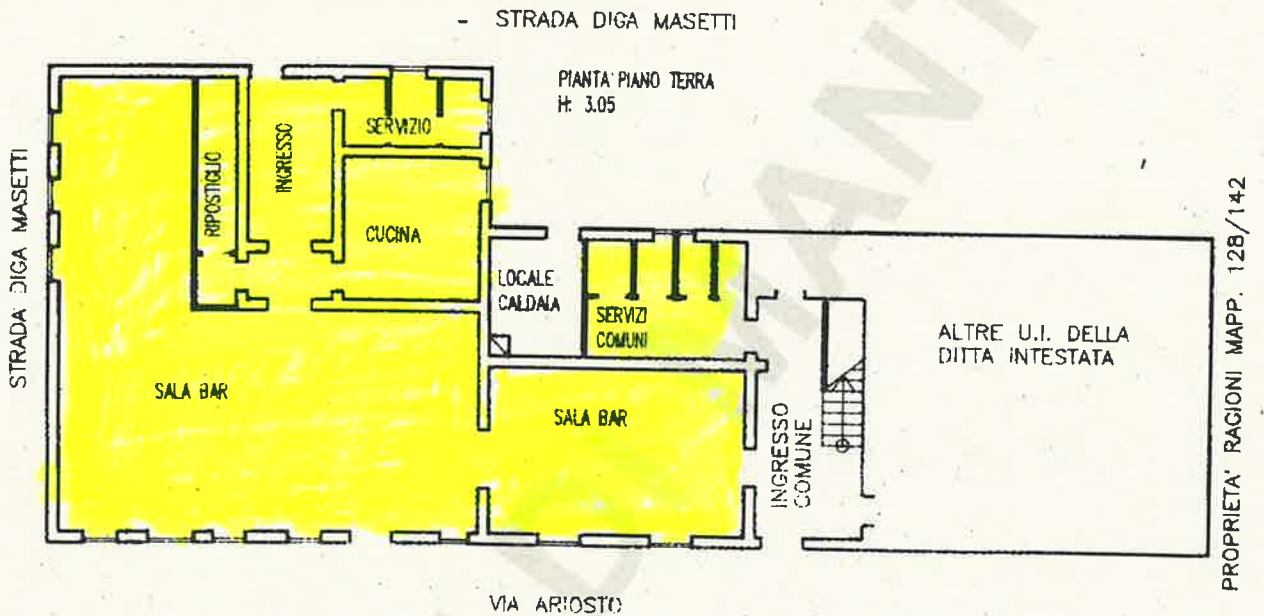 - STRADA DIGA MASETTI
PIANTA PIANO TERRA
H: 3.05
STRADA DIGA MASETTI
RIPOSTIGLIO
INGRESSO
SERVIZIO
CUCINA
LOCALE
CALDAIA
SERVIZI
COMUNI
SALA BAR
SALA BAR
INGRESSO
COMUNE
ALTRE U.I. DELLA
DITTA INTESTATA
PROPRIETA' RAGIONI MAPP. 128/142
VIA ARIOSTO